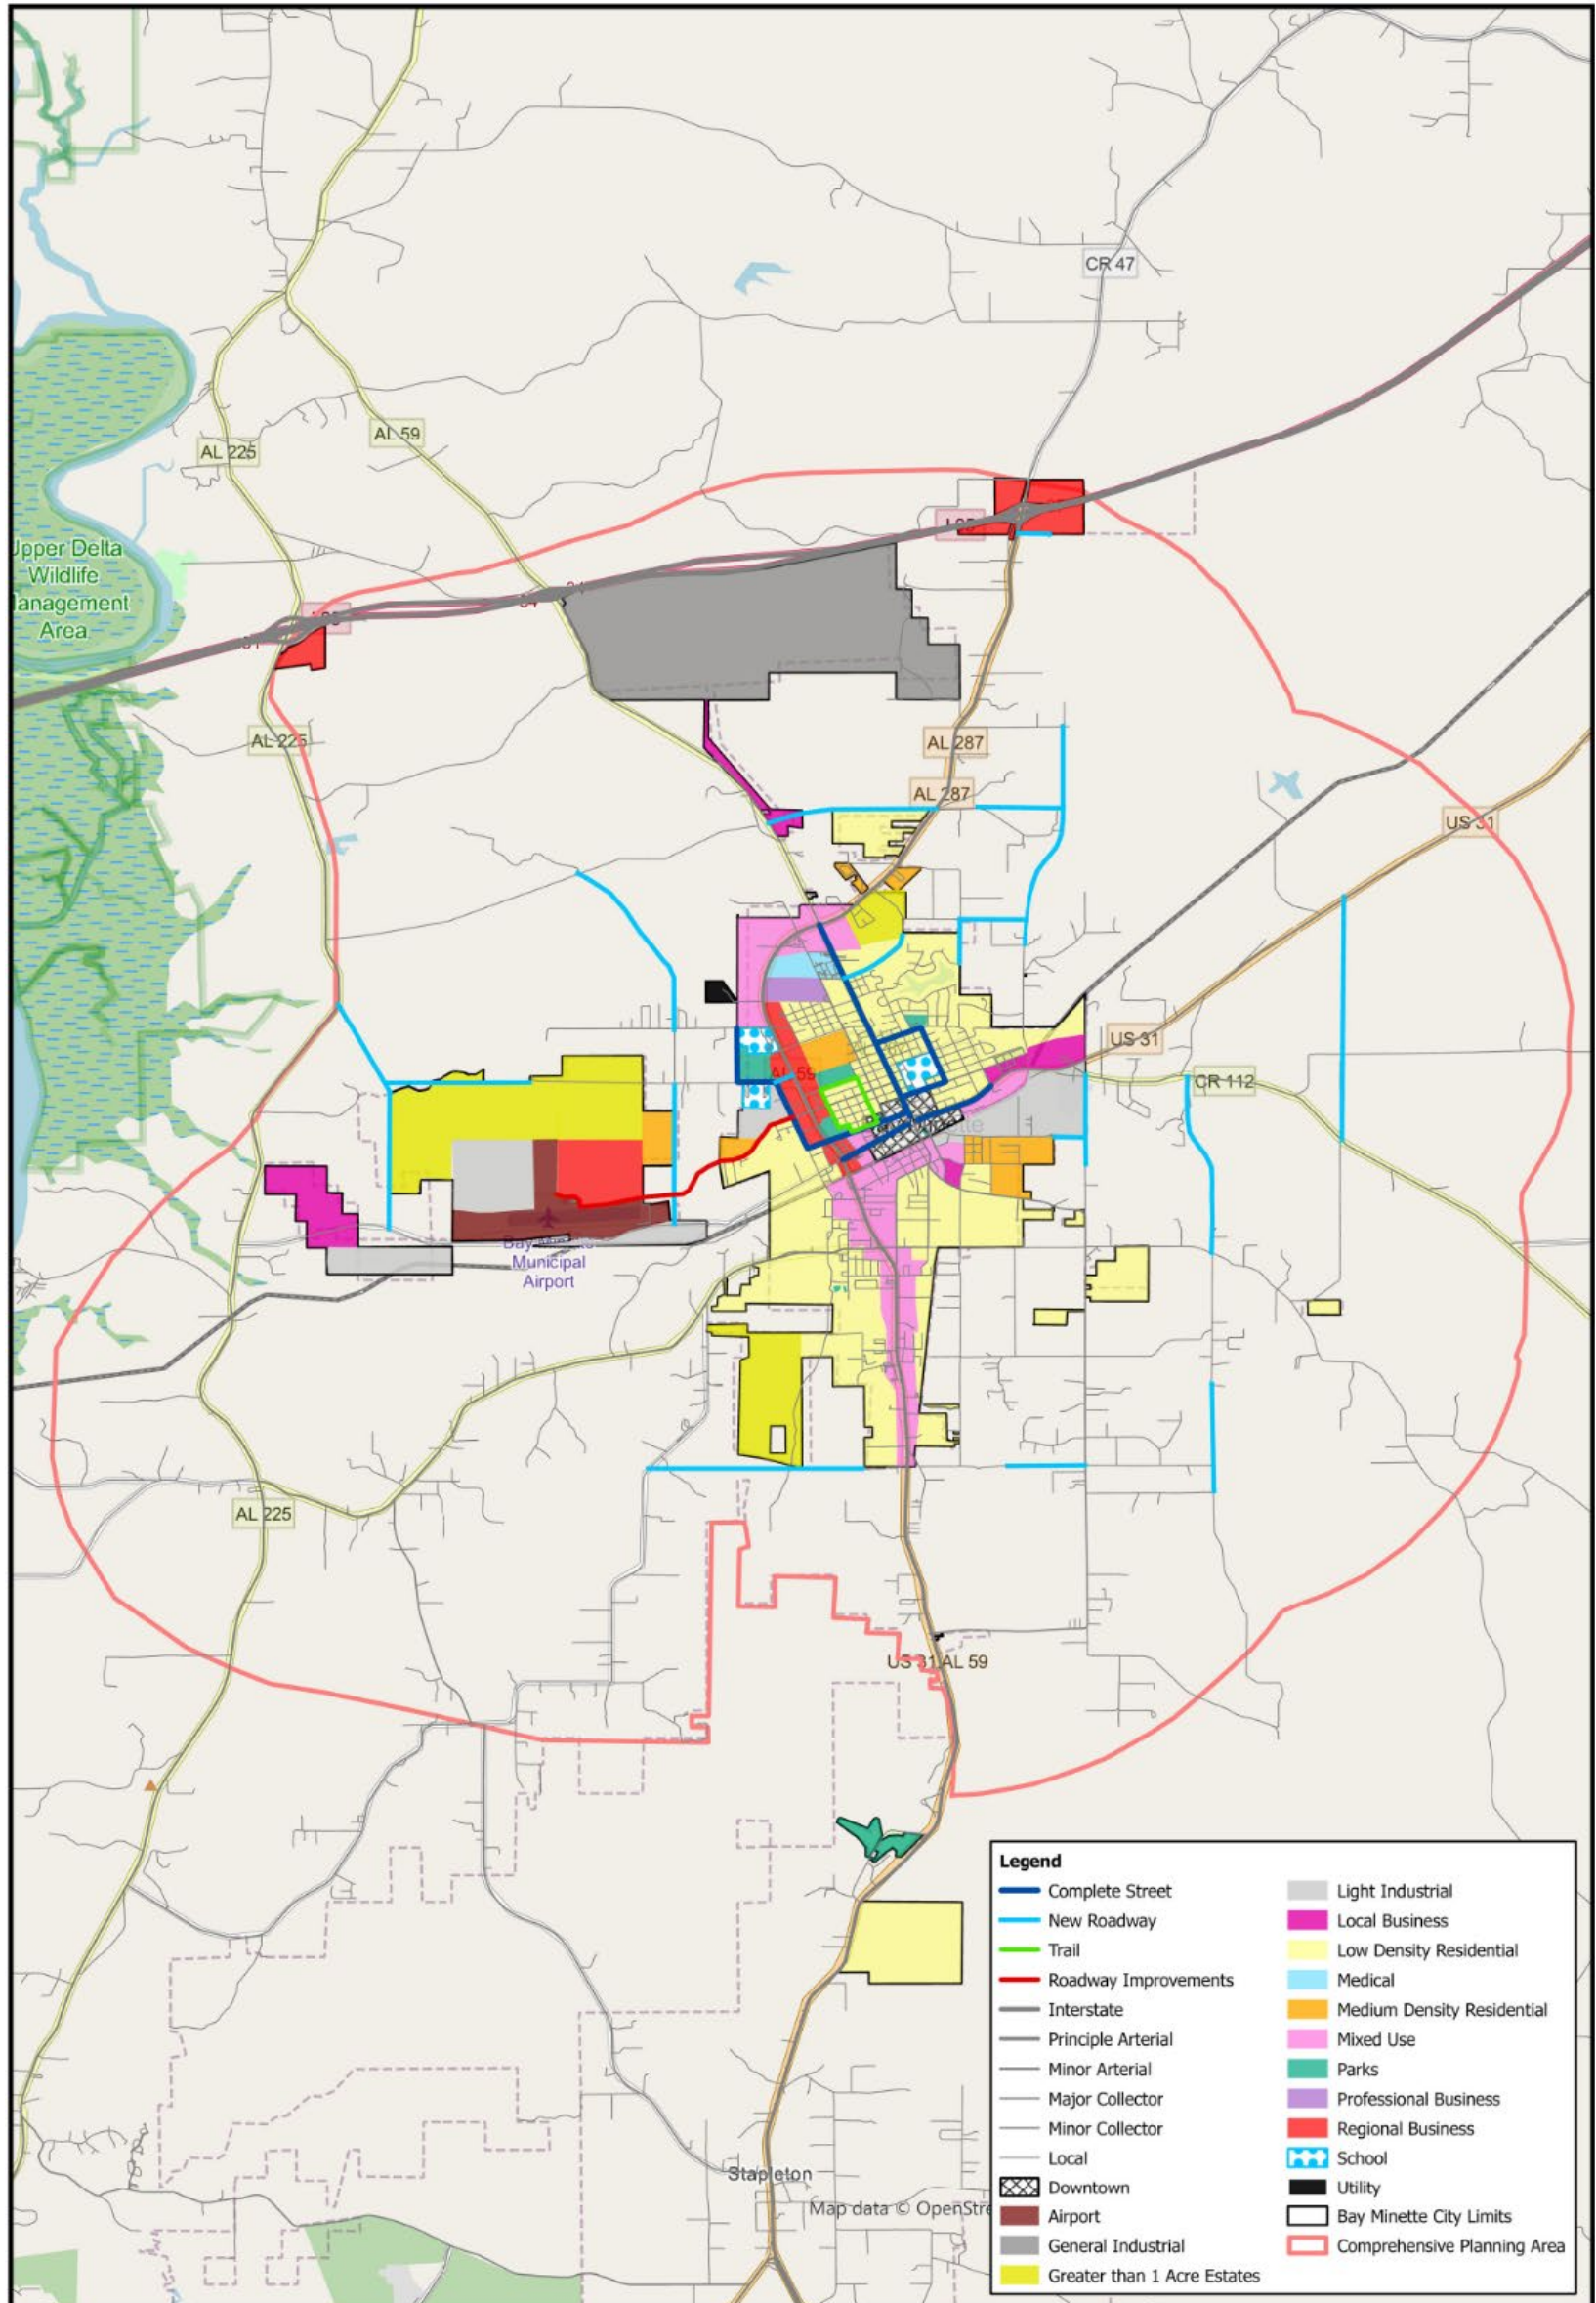 CR 47
AL 225
AL 59
Upper Delta
Wildlife
Management
Area
AL 225
AL 287
AL 287
US 31
US 31
CR 112
AL 59
Municipal
Airport
AL 225
US 31
AL 59
Stapleton
Map data © OpenStre
Legend
Complete Street
New Roadway
Trail
Roadway Improvements
Interstate
Principle Arterial
Minor Arterial
Major Collector
Minor Collector
Local
Downtown
Airport
General Industrial
Greater than 1 Acre Estates
Light Industrial
Local Business
Low Density Residential
Medical
Medium Density Residential
Mixed Use
Parks
Professional Business
Regional Business
School
Utility
Bay Minette City Limits
Comprehensive Planning Area